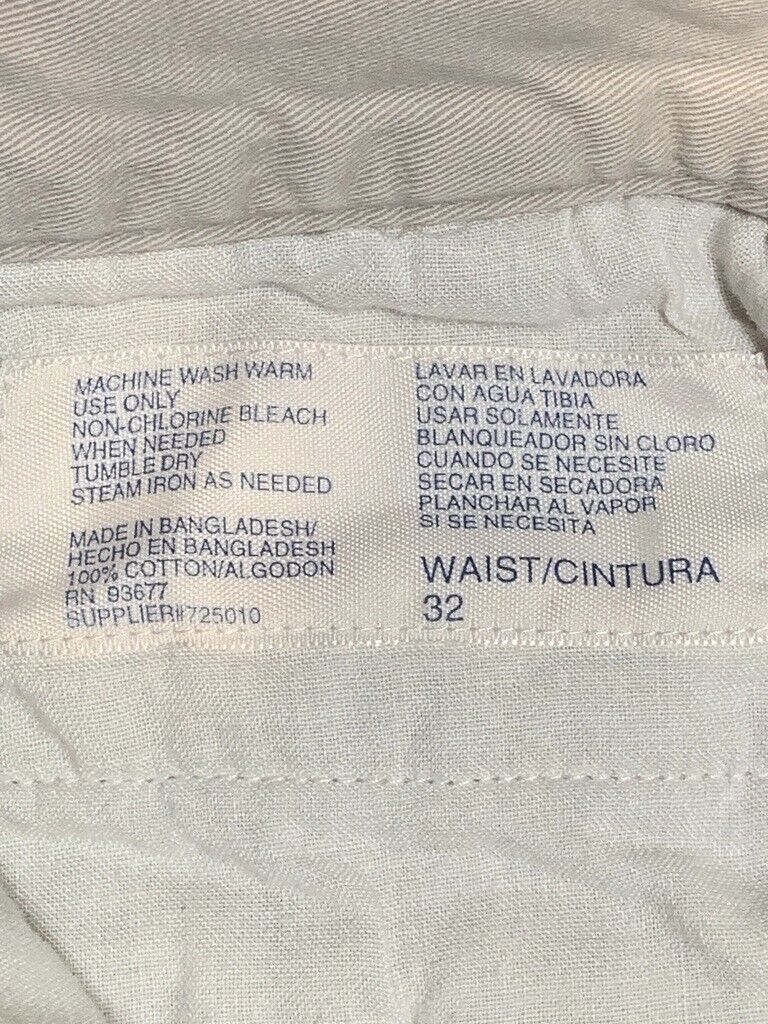 MACHINE WASH WARM
USE ONLY
NON-CHLORINE BLEACH
WHEN NEEDED
TUMBLE DRY
STEAM IRON AS NEEDED
MADE IN BANGLADESH/
HECHO EN BANGLADESH
100% COTTON/ALGODON
RN 93677
SUPPLIER#725010
LAVAR EN LAVADORA
CON AGUA TIBIA
USAR SOLAMENTE
BLANQUEADOR SIN CLORO
CUANDO SE NECESITE
SECAR EN SECADORA
PLANCHAR AL VAPOR
SI SE NECESITA
WAIST/CINTURA
32